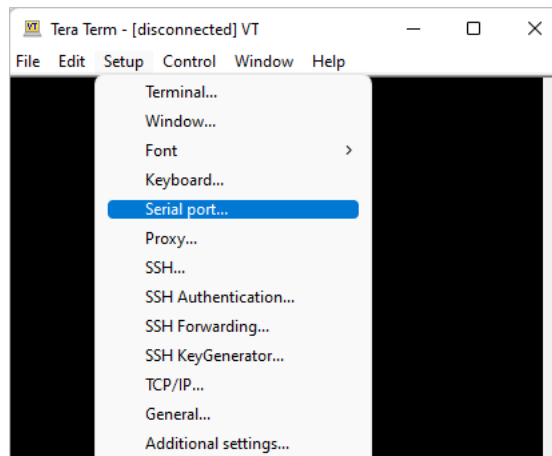 VT Tera Term - [disconnected] VT
File Edit Setup Control Window Help
Terminal...
Window...
Font
Keyboard...
Serial port...
Proxy...
SSH...
SSH Authentication...
SSH Forwarding...
SSH KeyGenerator...
TCP/IP...
General...
Additional settings...